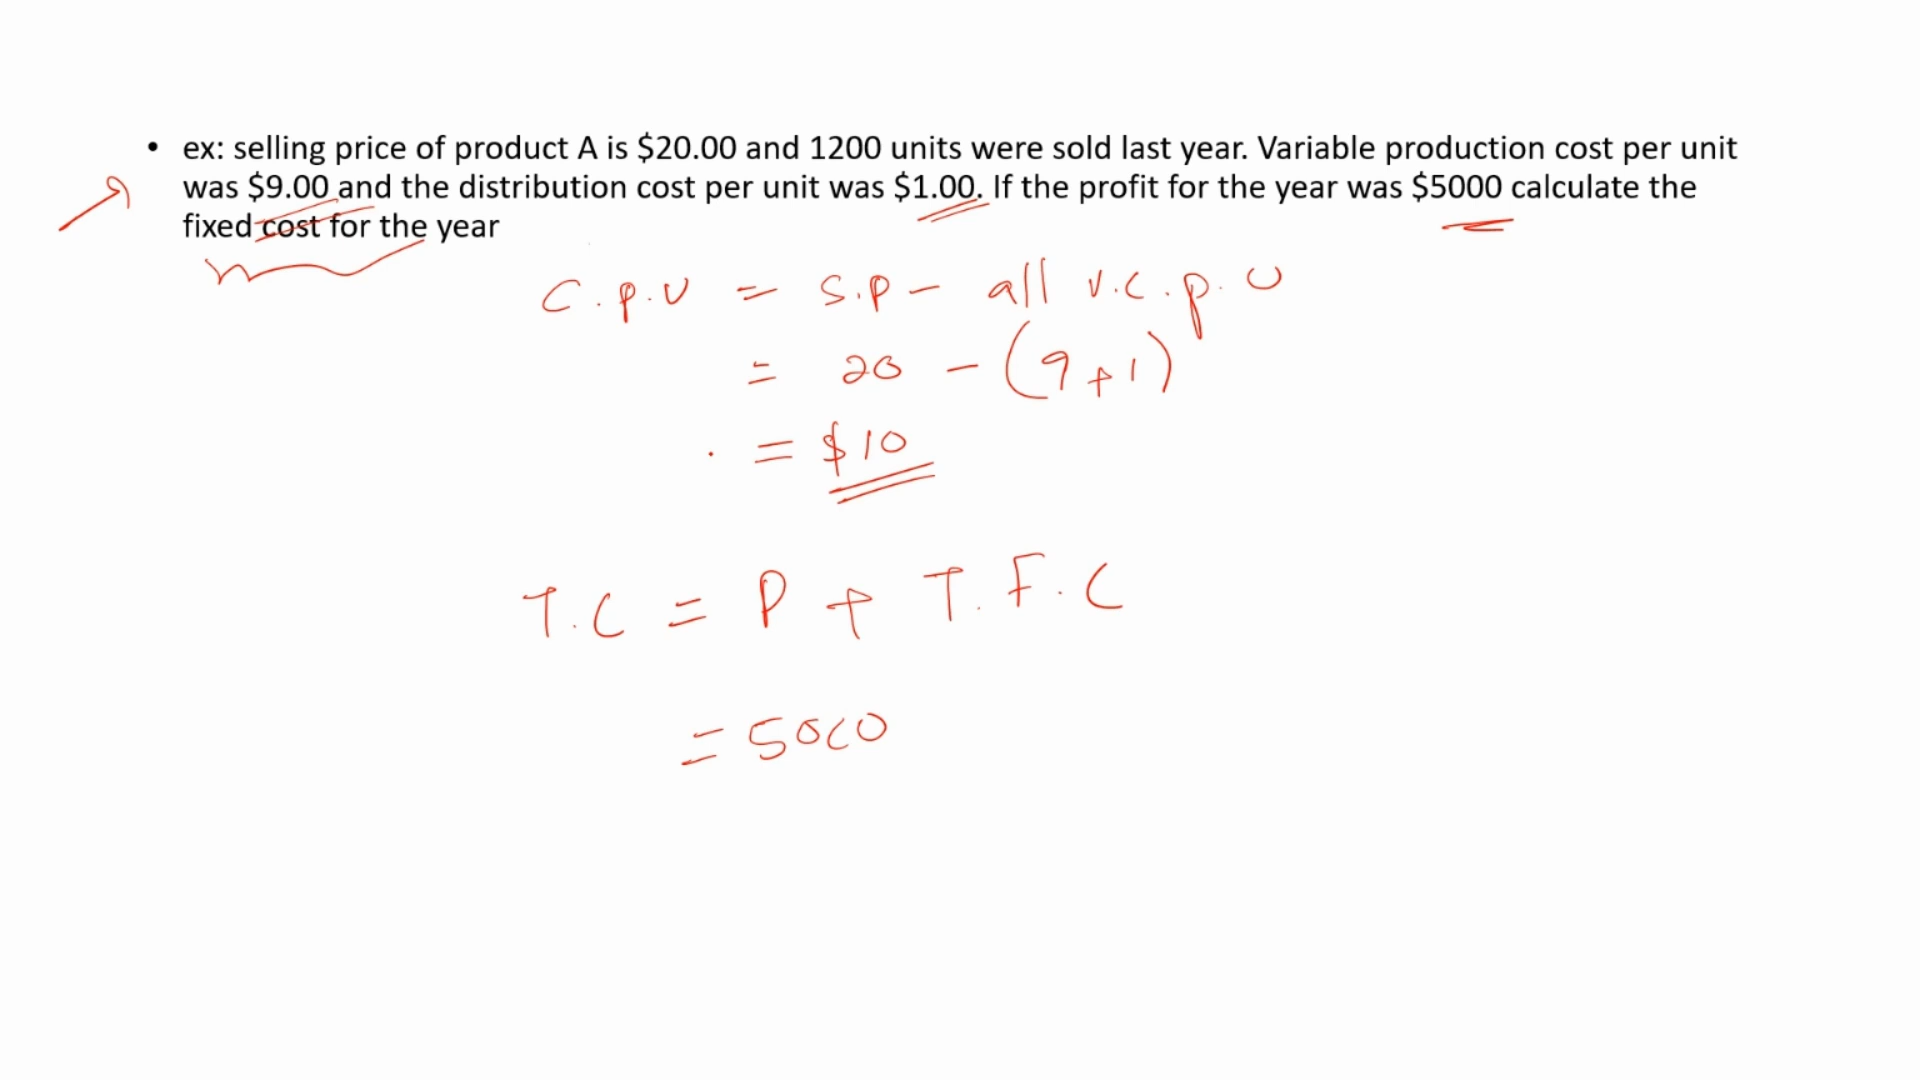 • ex: selling price of product A is $20.00 and 1200 units were sold last year. Variable production cost per unit
was $9.00 and the distribution cost per unit was $1.00. If the profit for the year was $5000 calculate the
fixed cost for the year
C.p.U = S.P - all V.C.p.U
= 20 - (9+1)
= $10
T.C = P + T.F.C
= 5000